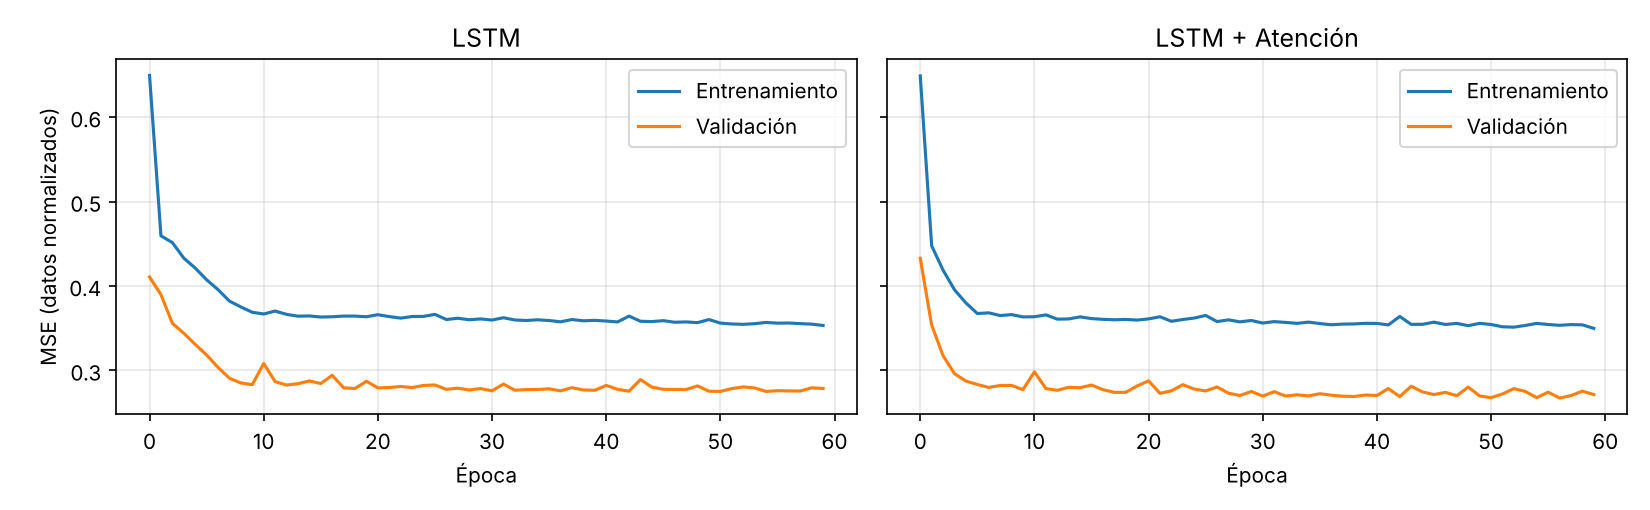 LSTM
MSE (datos normalizados)
0.6
0.5
0.4
0.3
Entrenamiento
Validación
0 10 20 30 40 50 60
Época
LSTM + Atención
Entrenamiento
Validación
0 10 20 30 40 50 60
Época